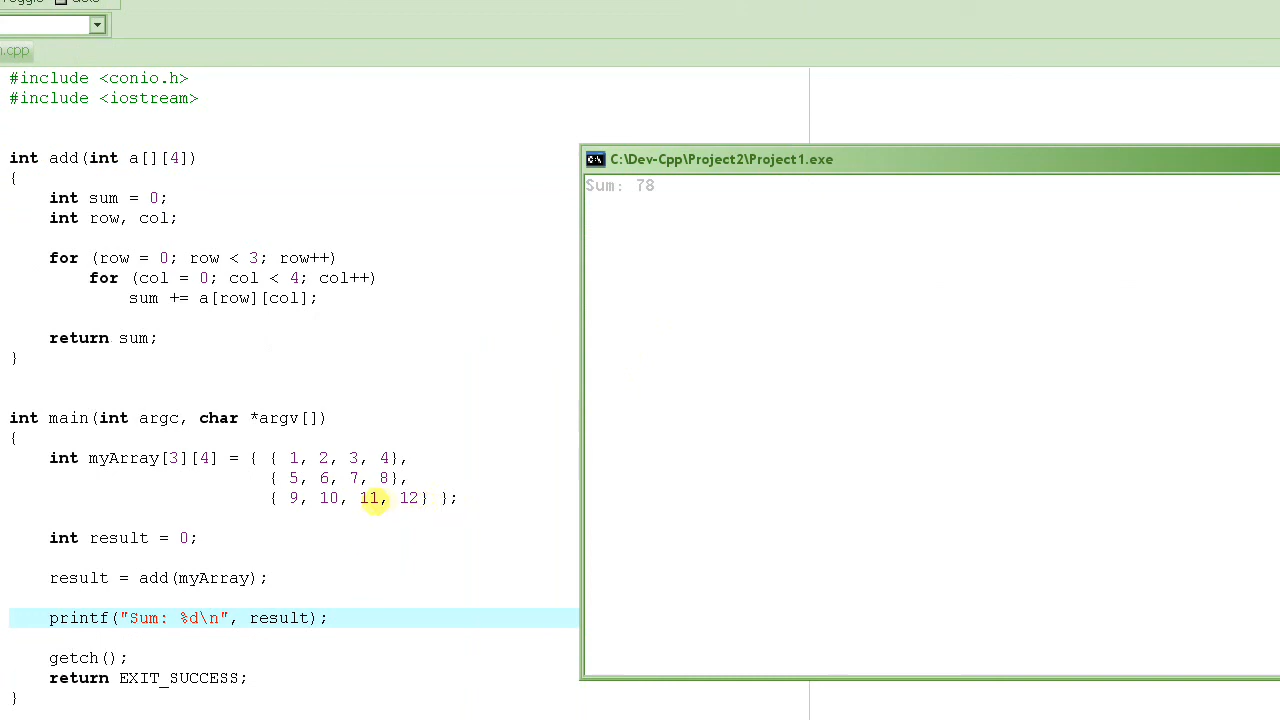 #include <conio.h>
#include <iostream>
int add(int a[][4])
{
int sum = 0;
int row, col;
for (row = 0; row < 3; row++)
for (col = 0; col < 4; col++)
sum += a[row][col];
return sum;
}
int main(int argc, char *argv[])
{
int myArray[3][4] = { { 1, 2, 3, 4},
{ 5, 6, 7, 8},
{ 9, 10, 11, 12} };
int result = 0;
result = add(myArray);
printf("Sum: %d\n", result);
getch();
return EXIT_SUCCESS;
}
C:\Dev-Cpp\Project2\Project1.exe
Sum: 78